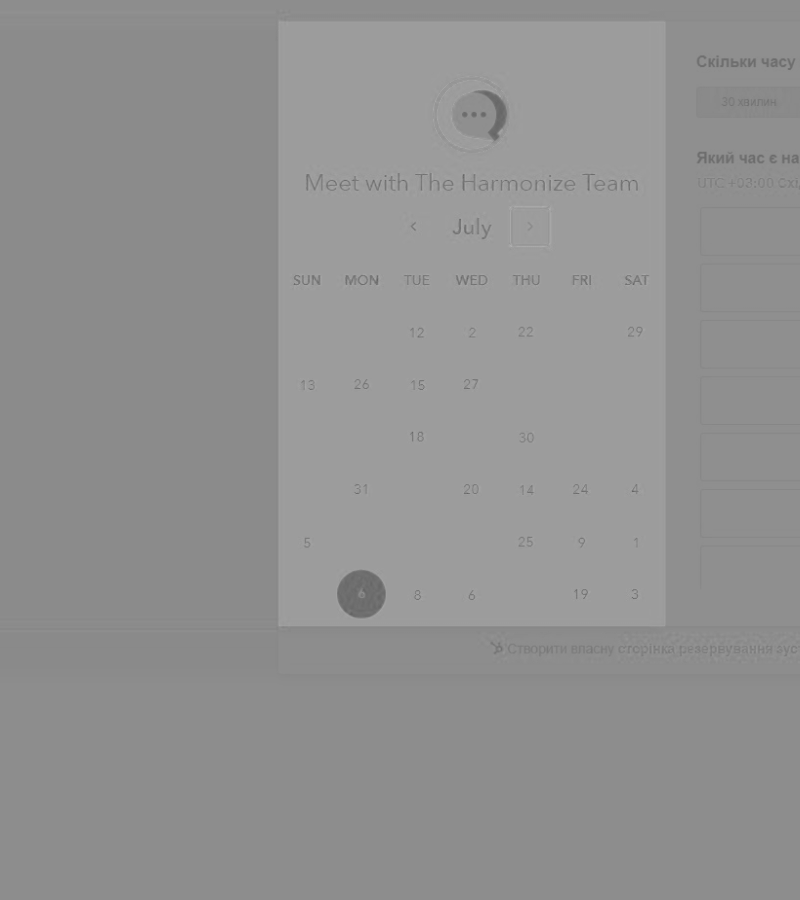 Скільки часу
30 хвилин
Meet with The Harmonize Team
Який час є на
UTC +03:00 Схі
July
SUN MON TUE WED THU FRI SAT
12 2 22 29
13 26 15 27
18 30
31 20 14 24 4
5 25 9 1
6 8 6 19 3
Створити власну сторінка резервування зус